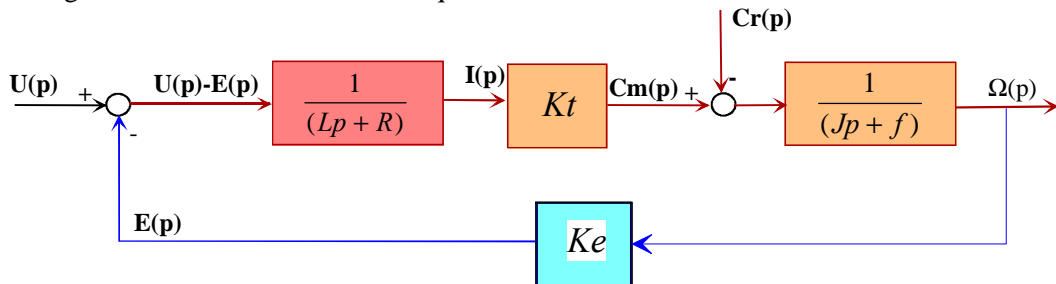 Cr(p)
U(p)
+
-
U(p)-E(p)
1
(Lp + R)
I(p)
Kt
Cm(p)
+
-
1
(Jp + f)
Ω(p)
E(p)
Ke